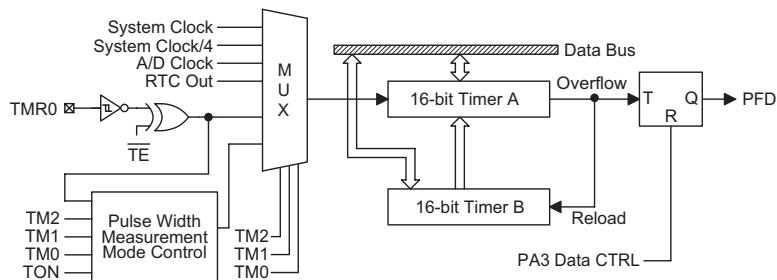 System Clock
System Clock/4
A/D Clock
RTC Out
TMR0
TE
M
U
X
Data Bus
16-bit Timer A
Overflow
T
Q
R
PFD
16-bit Timer B
Reload
PA3 Data CTRL
TM2
TM1
TM0
TON
Pulse Width
Measurement
Mode Control
TM2
TM1
TM0